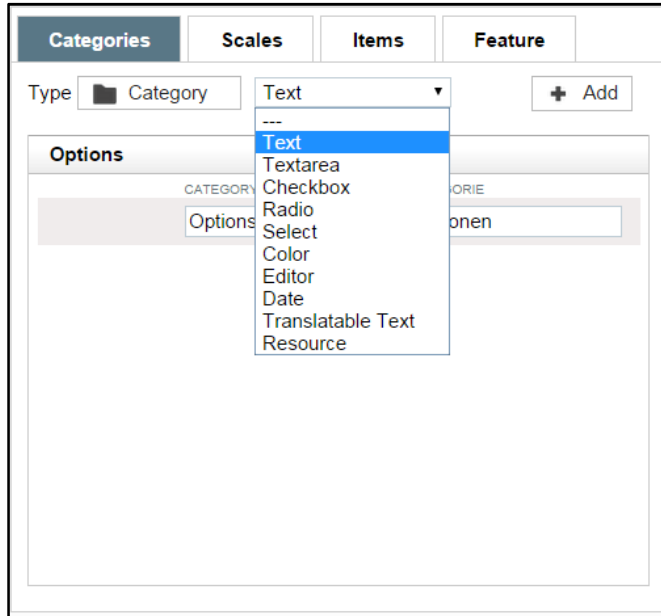 Categories Scales Items Feature
Type Category Text Add
---
Text
Options
Textarea
CATEGORY ORIE
Checkbox
Radio
Options onen
Select
Color
Editor
Date
Translatable Text
Resource